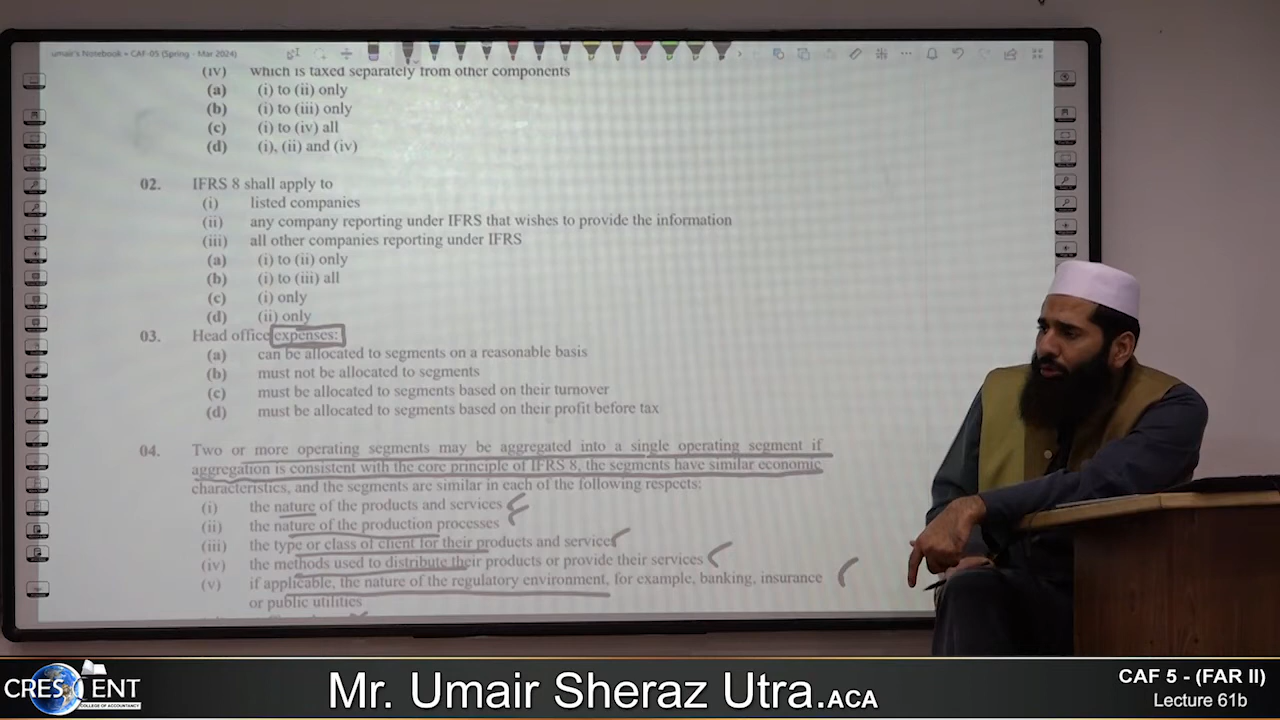 umair's Notebook » CAF-05 (Spring - Mar 2024)
(iv) which is taxed separately from other components
(a) (i) to (ii) only
(b) (i) to (iii) only
(c) (i) to (iv) all
(d) (i), (ii) and (iv)
02. IFRS 8 shall apply to
(i) listed companies
(ii) any company reporting under IFRS that wishes to provide the information
(iii) all other companies reporting under IFRS
(a) (i) to (ii) only
(b) (i) to (iii) all
(c) (i) only
(d) (ii) only
03. Head office expenses:
(a) can be allocated to segments on a reasonable basis
(b) must not be allocated to segments
(c) must be allocated to segments based on their turnover
(d) must be allocated to segments based on their profit before tax
04. Two or more operating segments may be aggregated into a single operating segment if
aggregation is consistent with the core principle of IFRS 8, the segments have similar economic
characteristics, and the segments are similar in each of the following respects:
(i) the nature of the products and services
(ii) the nature of the production processes
(iii) the type or class of client for their products and services
(iv) the methods used to distribute their products or provide their services
(v) if applicable, the nature of the regulatory environment, for example, banking, insurance
or public utilities
CRESCENT
COLLEGE OF ACCOUNTANCY
Mr. Umair Sheraz Utra.ACA
CAF 5 - (FAR II)
Lecture 61b